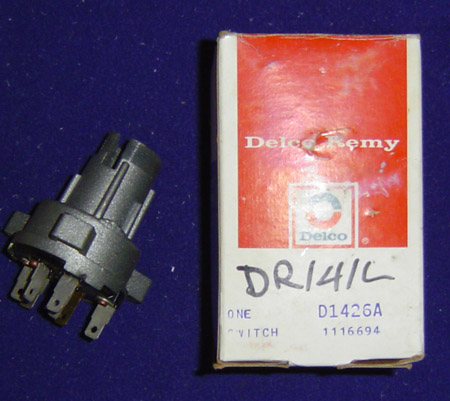 Delco Remy
Delco
DR141L
ONE D1426A
SWITCH 1116694